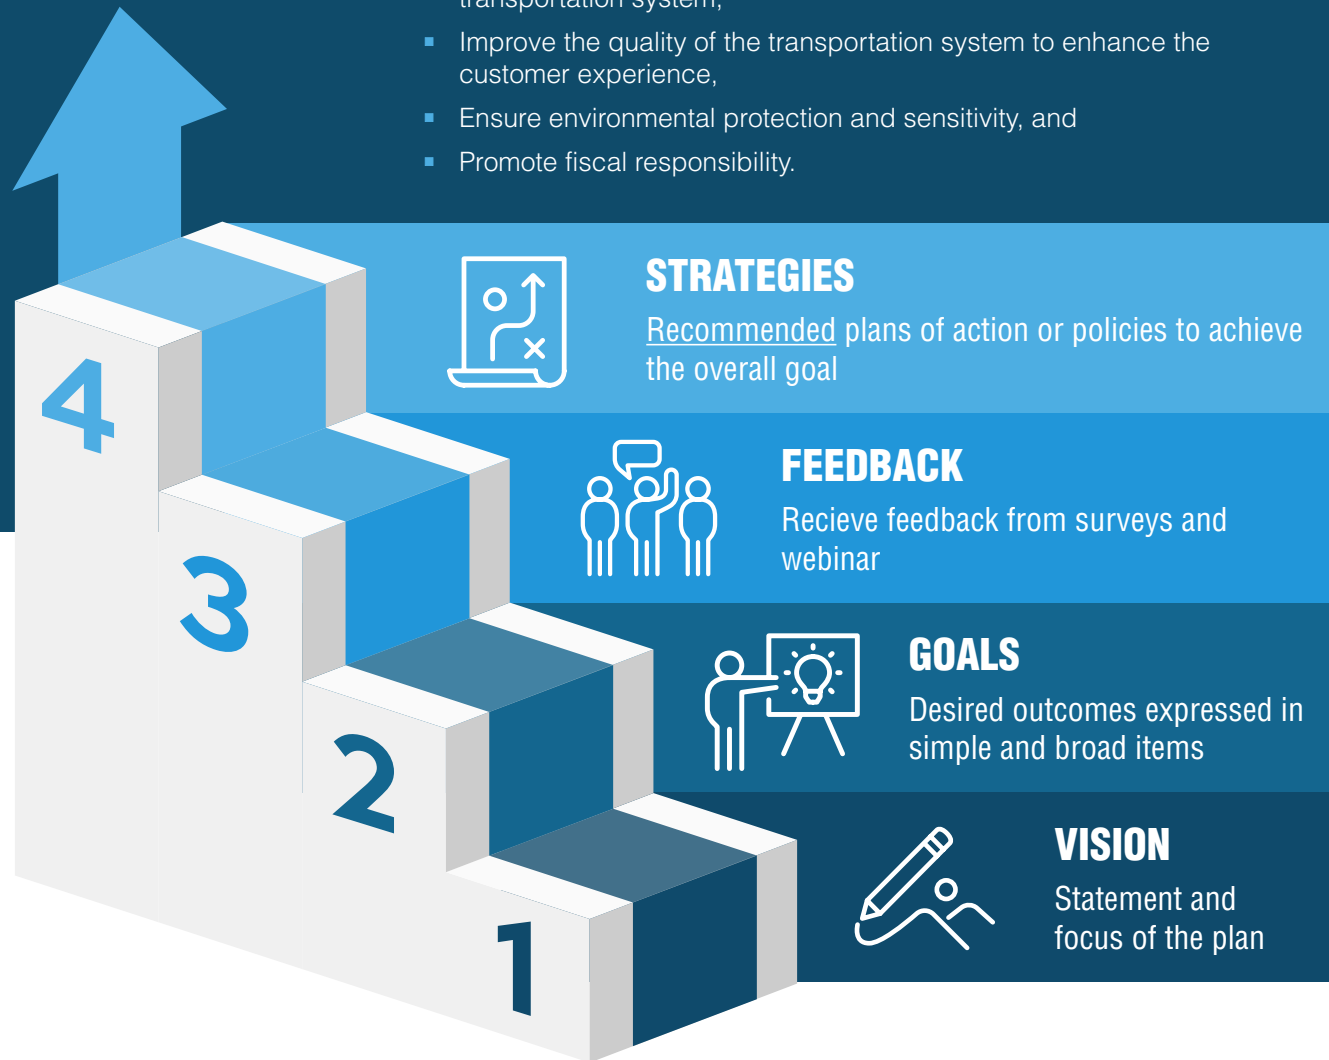 transportation system,
▪ Improve the quality of the transportation system to enhance the
customer experience,
▪ Ensure environmental protection and sensitivity, and
▪ Promote fiscal responsibility.
STRATEGIES
Recommended plans of action or policies to achieve
the overall goal
4
FEEDBACK
Recieve feedback from surveys and
webinar
3
GOALS
Desired outcomes expressed in
simple and broad items
2
VISION
Statement and
focus of the plan
1